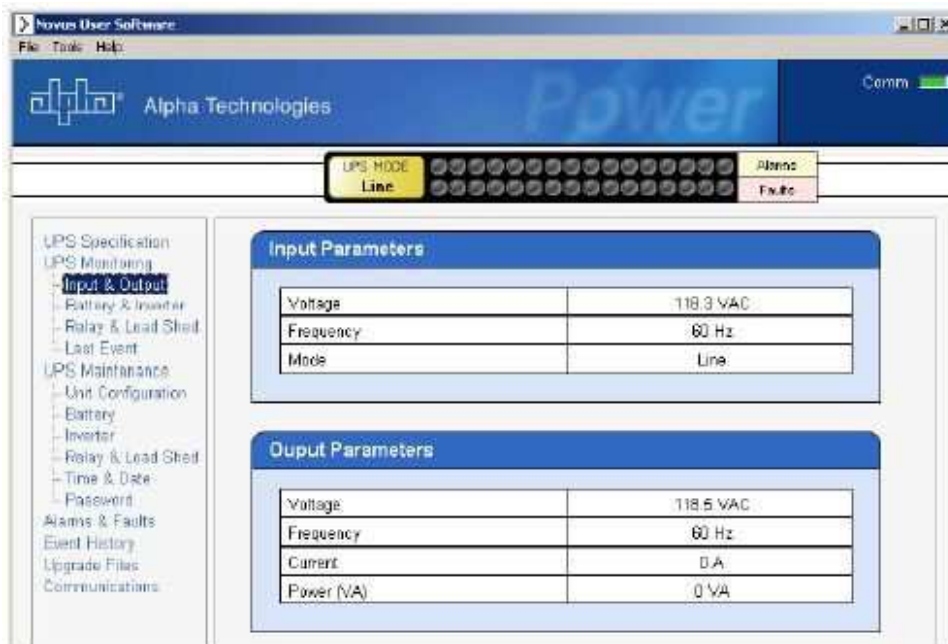 Novus User Software
File Tools Help
alpha® Alpha Technologies
Power
Comm
UPS MODE
Line
Alarms
Faults
UPS Specification
UPS Monitoring
Input & Output
Battery & Inverter
Relay & Load Shed
Last Event
UPS Maintenance
Unit Configuration
Battery
Inverter
Relay & Load Shed
Time & Date
Password
Alarms & Faults
Event History
Upgrade Files
Communications
Input Parameters
Voltage 118.3 VAC
Frequency 60 Hz
Mode Line
Ouput Parameters
Voltage 118.5 VAC
Frequency 60 Hz
Current 0 A
Power (VA) 0 VA